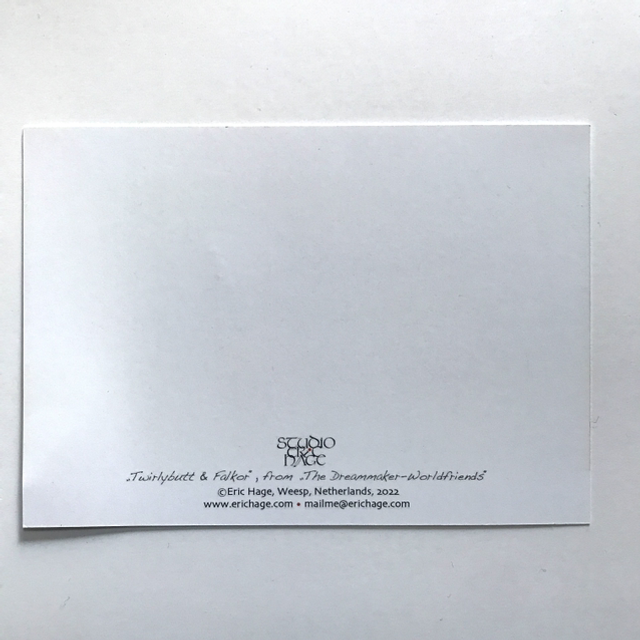 STUDIO
ERA
HAGE
„Twirlybutt & Falkor", from „The Dreammaker-Worldfriends"
©Eric Hage, Weesp, Netherlands, 2022
www.erichage.com • mailme@erichage.com